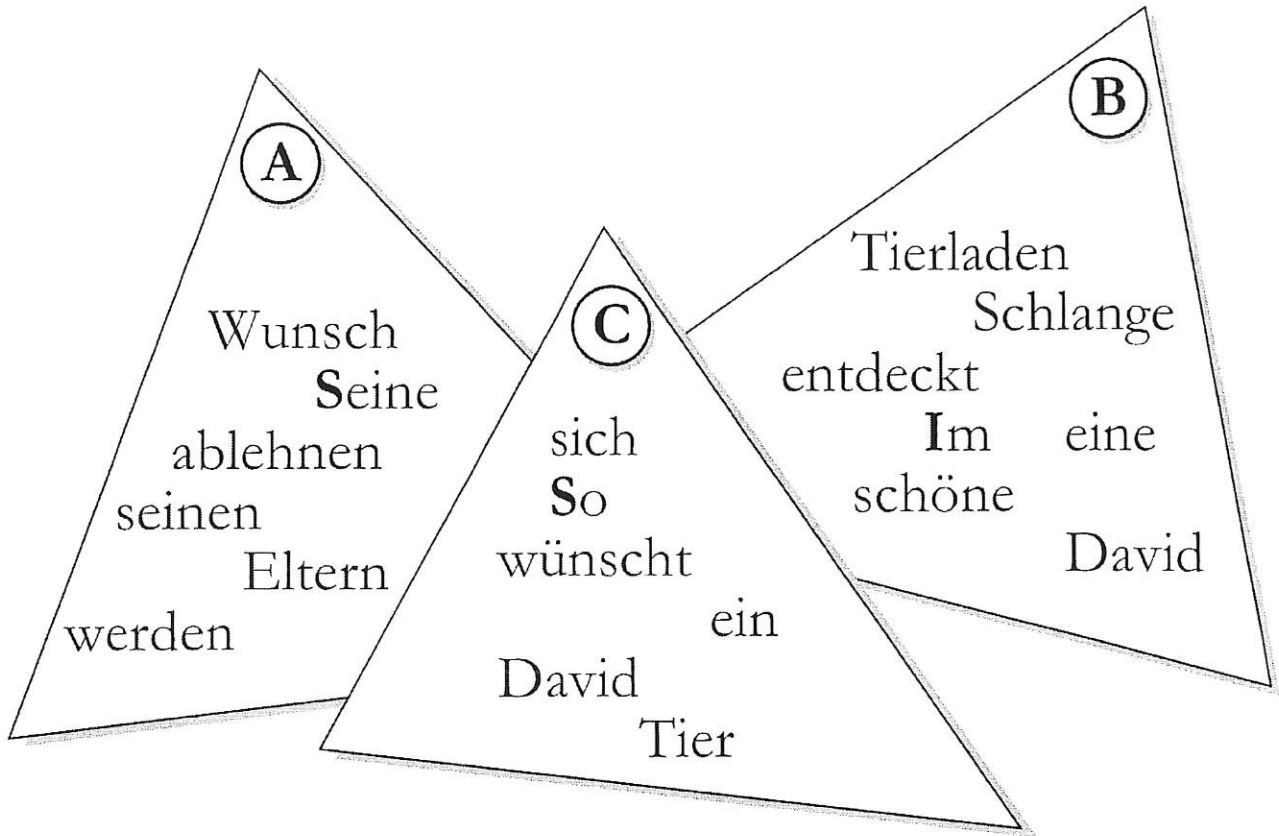 A
Wunsch
Seine
ablehnen
seinen
Eltern
werden
C
sich
So
wünscht
ein
David
Tier
B
Tierladen
Schlange
entdeckt
Im eine
schöne
David